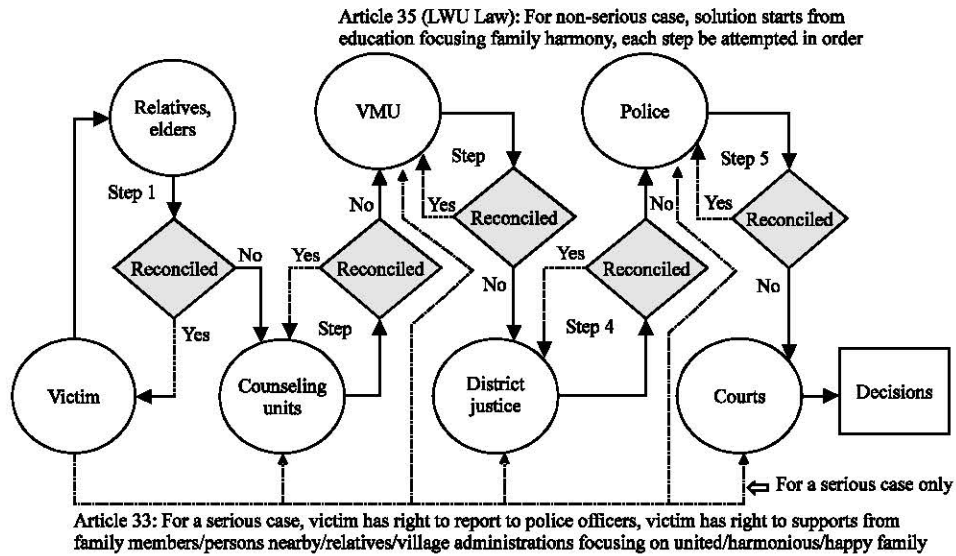 Article 35 (LWU Law): For non-serious case, solution starts from
education focusing family harmony, each step be attempted in order
Relatives,
elders
VMU
Police
Step 1
Step
Step 5
No
Yes
No
Yes
Reconciled
Reconciled
No
Yes
Reconciled
Reconciled
Yes
Reconciled
No
No
Yes
Step
Step 4
Victim
Counseling
units
District
justice
Courts
Decisions
For a serious case only
Article 33: For a serious case, victim has right to report to police officers, victim has right to supports from
family members/persons nearby/relatives/village administrations focusing on united/harmonious/happy family